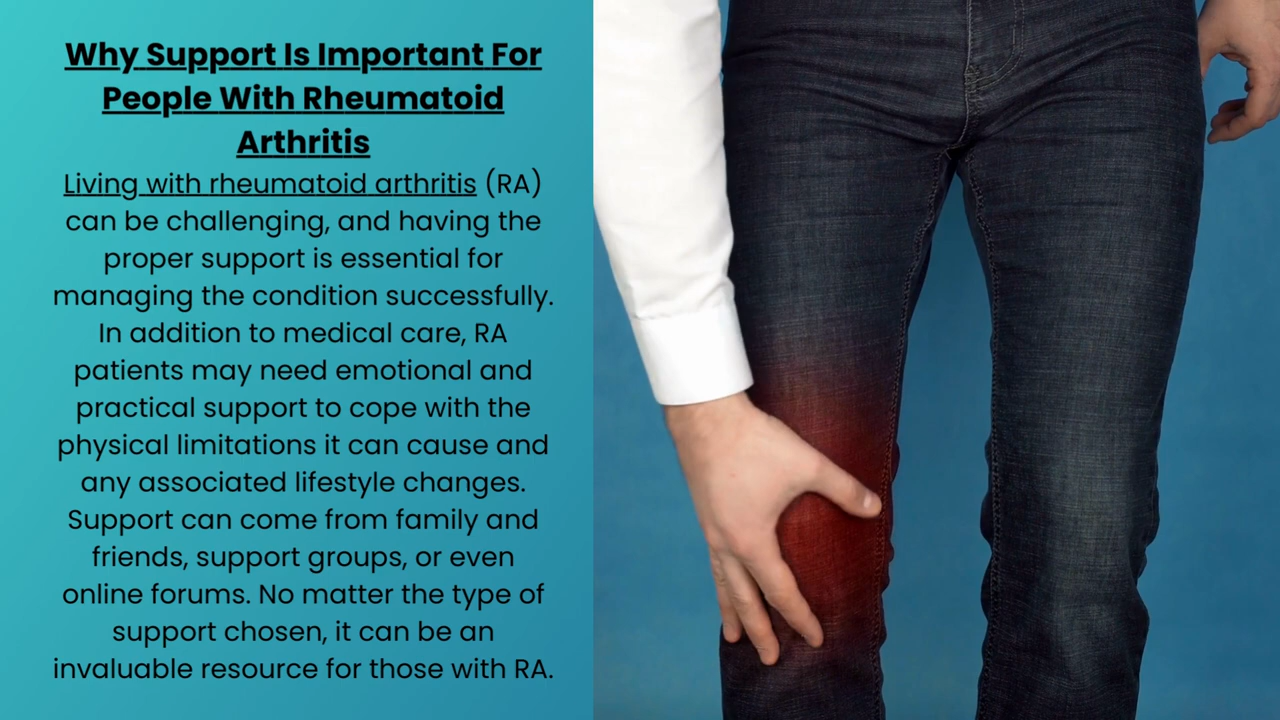 Why Support Is Important For
People With Rheumatoid
Arthritis
Living with rheumatoid arthritis (RA)
can be challenging, and having the
proper support is essential for
managing the condition successfully.
In addition to medical care, RA
patients may need emotional and
practical support to cope with the
physical limitations it can cause and
any associated lifestyle changes.
Support can come from family and
friends, support groups, or even
online forums. No matter the type of
support chosen, it can be an
invaluable resource for those with RA.